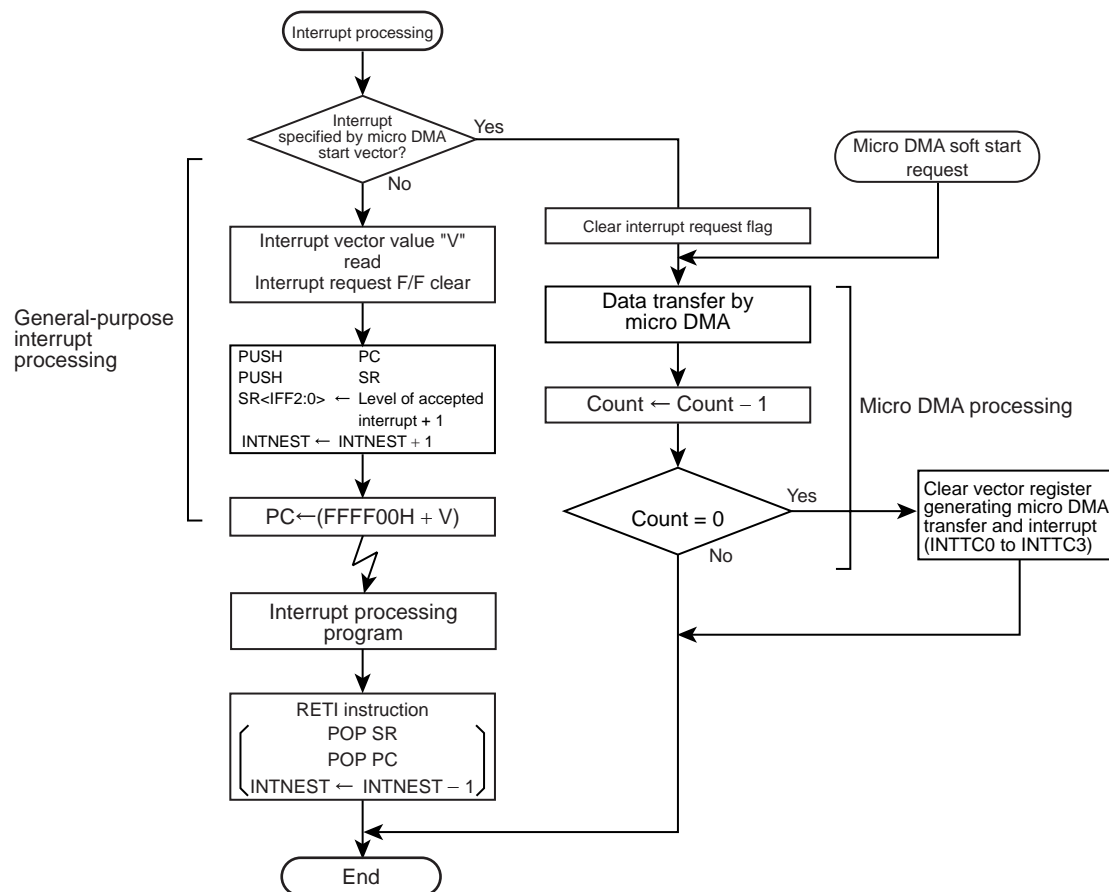 Interrupt processing
Interrupt
specified by micro DMA
start vector?
Yes
No
Micro DMA soft start
request
Clear interrupt request flag
Interrupt vector value "V"
read
Interrupt request F/F clear
General-purpose
interrupt
processing
Data transfer by
micro DMA
PUSH PC
PUSH SR
SR<IFF2:0> ← Level of accepted
interrupt + 1
INTNEST ← INTNEST + 1
Count ← Count – 1
Micro DMA processing
Count = 0
Yes
No
Clear vector register
generating micro DMA
transfer and interrupt
(INTTC0 to INTTC3)
PC←(FFFF00H + V)
Interrupt processing
program
RETI instruction
POP SR
POP PC
INTNEST ← INTNEST – 1
End